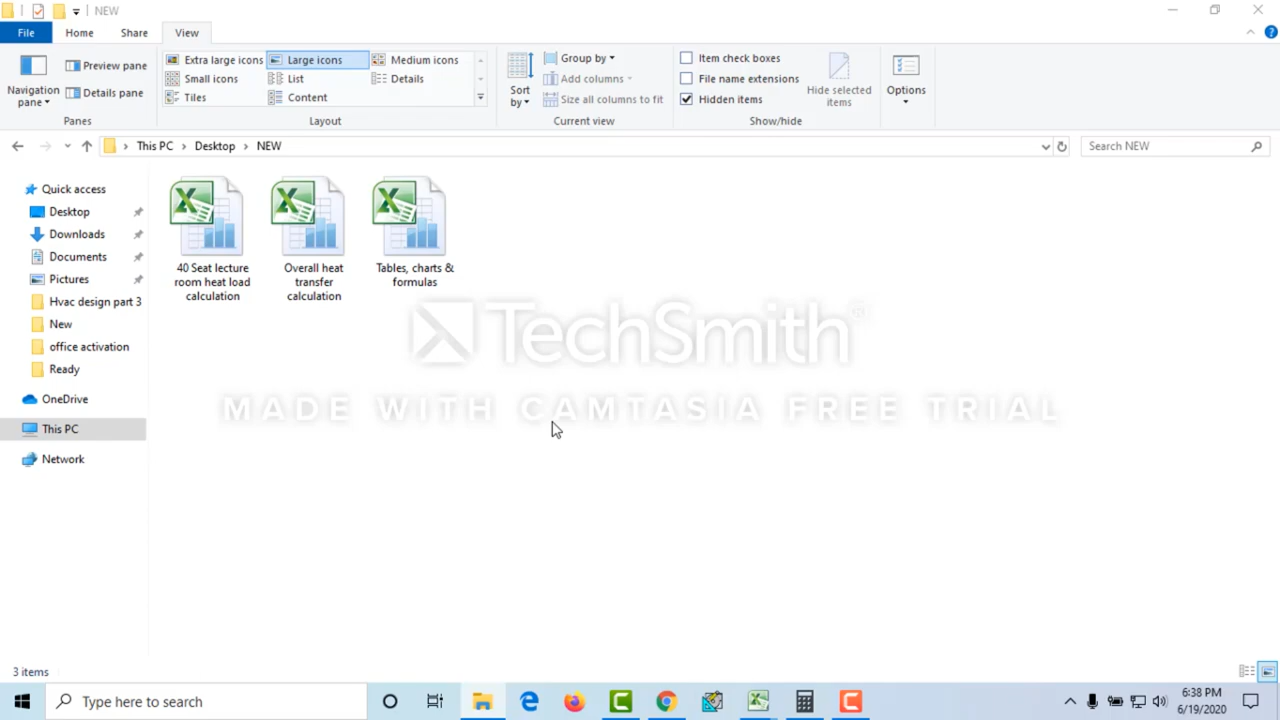 NEW
File Home Share View
Extra large icons Large icons Medium icons
Small icons List Details
Tiles Content
Navigation pane
Preview pane
Details pane
Panes
Layout
Sort by
Group by
Add columns
Size all columns to fit
Current view
Item check boxes
File name extensions
Hidden items
Hide selected items
Show/hide
Options
This PC Desktop NEW
Search NEW
Quick access
Desktop
Downloads
Documents
Pictures
Hvac design part 3
New
office activation
Ready
OneDrive
This PC
Network
40 Seat lecture
room heat load
calculation
Overall heat
transfer
calculation
Tables, charts &
formulas
TechSmith
MADE WITH CAMTASIA FREE TRIAL
3 items
Type here to search
6:38 PM
6/19/2020